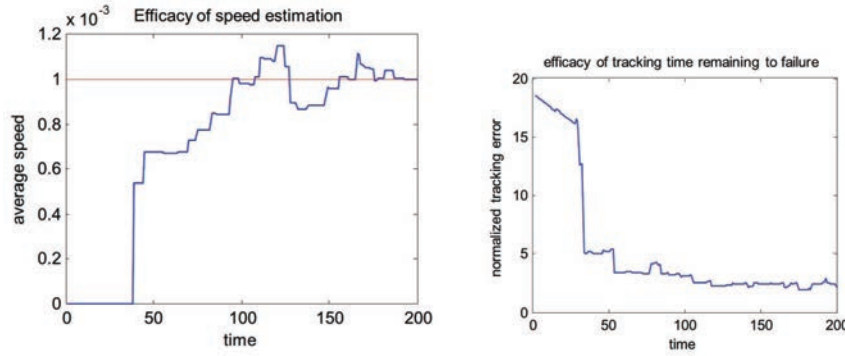 x 10⁻³
Efficacy of speed estimation
1.2
1
0.8
0.6
0.4
0.2
0
average speed
0 50 100 150 200
time
efficacy of tracking time remaining to failure
20
15
10
5
0
normalized tracking error
0 50 100 150 200
time